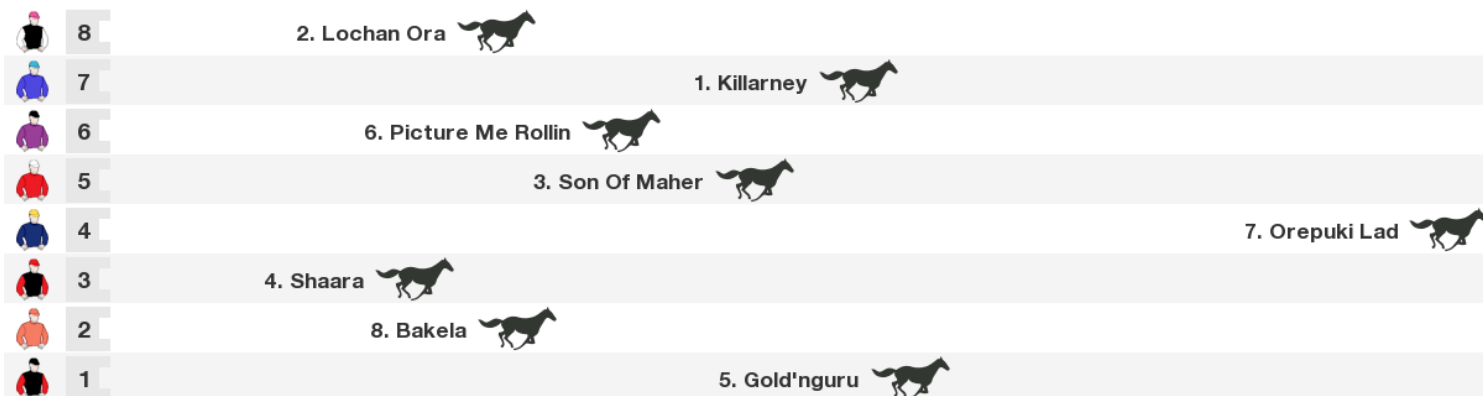 8 2. Lochan Ora
7 1. Killarney
6 6. Picture Me Rollin
5 3. Son Of Maher
4 7. Orepuki Lad
3 4. Shaara
2 8. Bakela
1 5. Gold'nguru